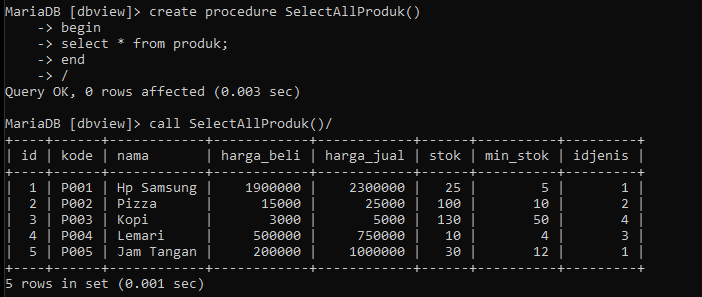 MariaDB [dbview]> create procedure SelectAllProduk()
    -> begin
    -> select * from produk;
    -> end
    -> /
Query OK, 0 rows affected (0.003 sec)

MariaDB [dbview]> call SelectAllProduk()/
+----+------+------------+------------+------------+------+----------+---------+
| id | kode | nama       | harga_beli | harga_jual | stok | min_stok | idjenis |
+----+------+------------+------------+------------+------+----------+---------+
|  1 | P001 | Hp Samsung |    1900000 |    2300000 |   25 |        5 |       1 |
|  2 | P002 | Pizza      |      15000 |      25000 |  100 |       10 |       2 |
|  3 | P003 | Kopi       |       3000 |       5000 |  130 |       50 |       4 |
|  4 | P004 | Lemari     |     500000 |     750000 |   10 |        4 |       3 |
|  5 | P005 | Jam Tangan |     200000 |    1000000 |   30 |       12 |       1 |
+----+------+------------+------------+------------+------+----------+---------+
5 rows in set (0.001 sec)